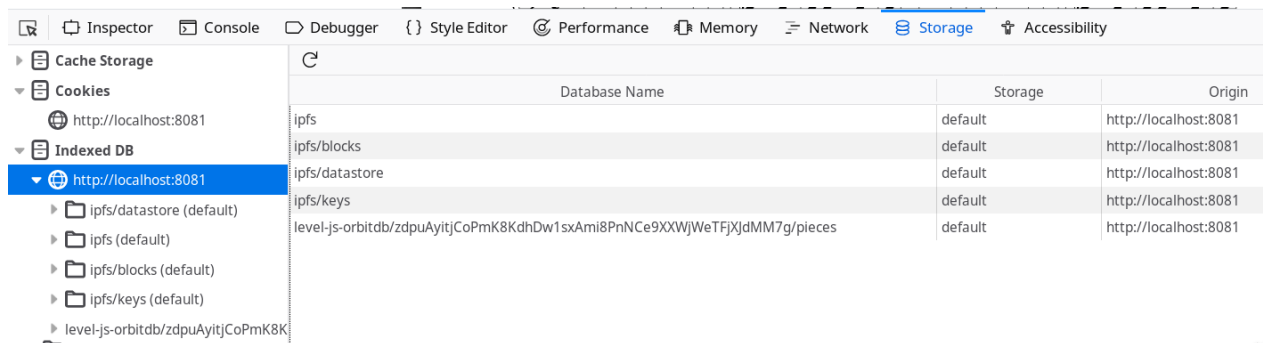 Inspector Console Debugger Style Editor Performance Memory Network Storage Accessibility
Cache Storage
Cookies
http://localhost:8081
Indexed DB
http://localhost:8081
ipfs/datastore (default)
ipfs (default)
ipfs/blocks (default)
ipfs/keys (default)
level-js-orbitdb/zdpuAyitjCoPmK8K
Database Name Storage Origin
ipfs default http://localhost:8081
ipfs/blocks default http://localhost:8081
ipfs/datastore default http://localhost:8081
ipfs/keys default http://localhost:8081
level-js-orbitdb/zdpuAyitjCoPmK8KdhDw1sxAmi8PnNCe9XXWjWeTFjXJdMM7g/pieces default http://localhost:8081